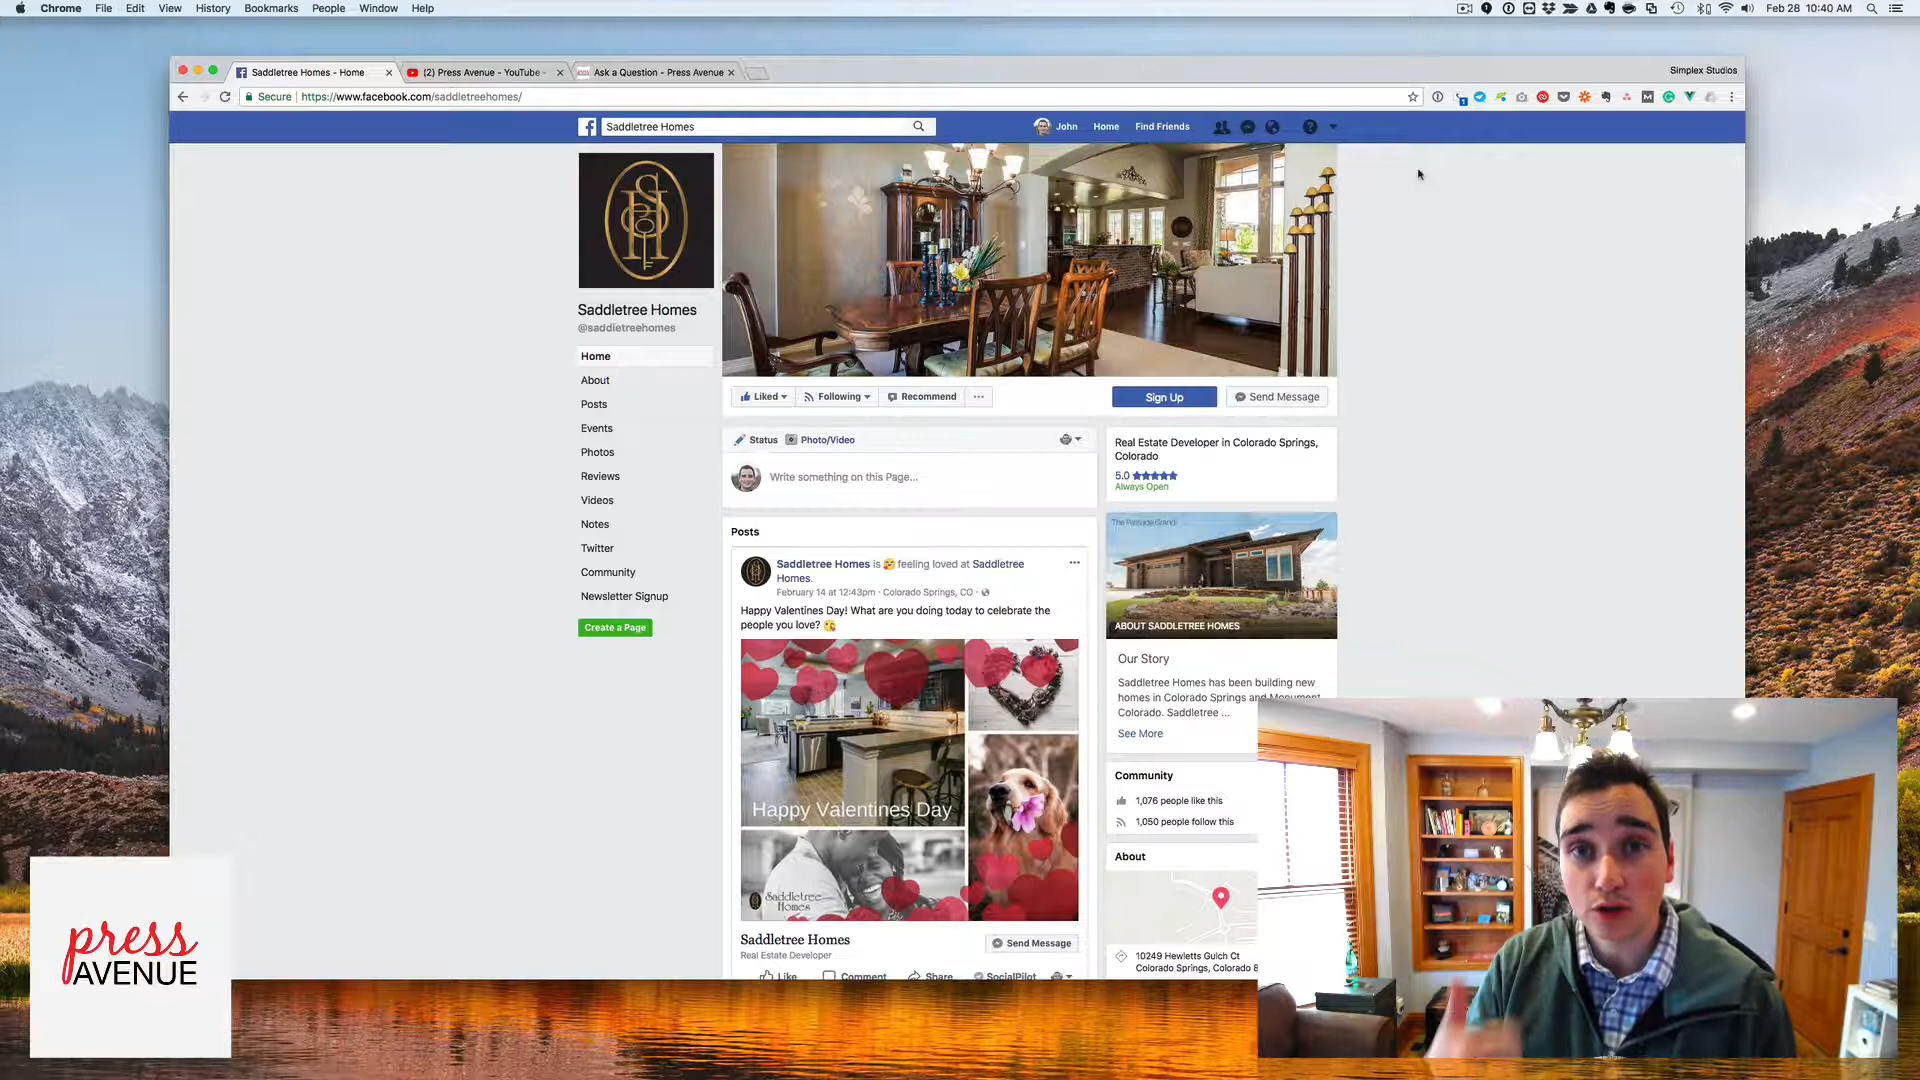 Chrome File Edit View History Bookmarks People Window Help
Feb 28 10:40 AM
Saddletree Homes - Home
(2) Press Avenue - YouTube -
Ask a Question - Press Avenue
Simplex Studios
Secure https://www.facebook.com/saddletreehomes/
Saddletree Homes
John Home Find Friends
Saddletree Homes
@saddletreehomes
Home
About
Posts
Events
Photos
Reviews
Videos
Notes
Twitter
Community
Newsletter Signup
Create a Page
Liked Following Recommend ...
Sign Up
Send Message
Status Photo/Video
Write something on this Page...
Posts
Saddletree Homes is feeling loved at Saddletree
Homes.
February 14 at 12:43pm · Colorado Springs, CO ·
Happy Valentines Day! What are you doing today to celebrate the
people you love?
Happy Valentines Day
Saddletree
Homes
Saddletree Homes
Real Estate Developer
Send Message
Like Comment Share SocialPilot
Real Estate Developer in Colorado Springs,
Colorado
5.0
Always Open
ABOUT SADDLETREE HOMES
Our Story
Saddletree Homes has been building new
homes in Colorado Springs and Monument,
Colorado. Saddletree ...
See More
Community
1,076 people like this
1,050 people follow this
About
10249 Hewletts Gulch Ct
Colorado Springs, Colorado 8
press
AVENUE